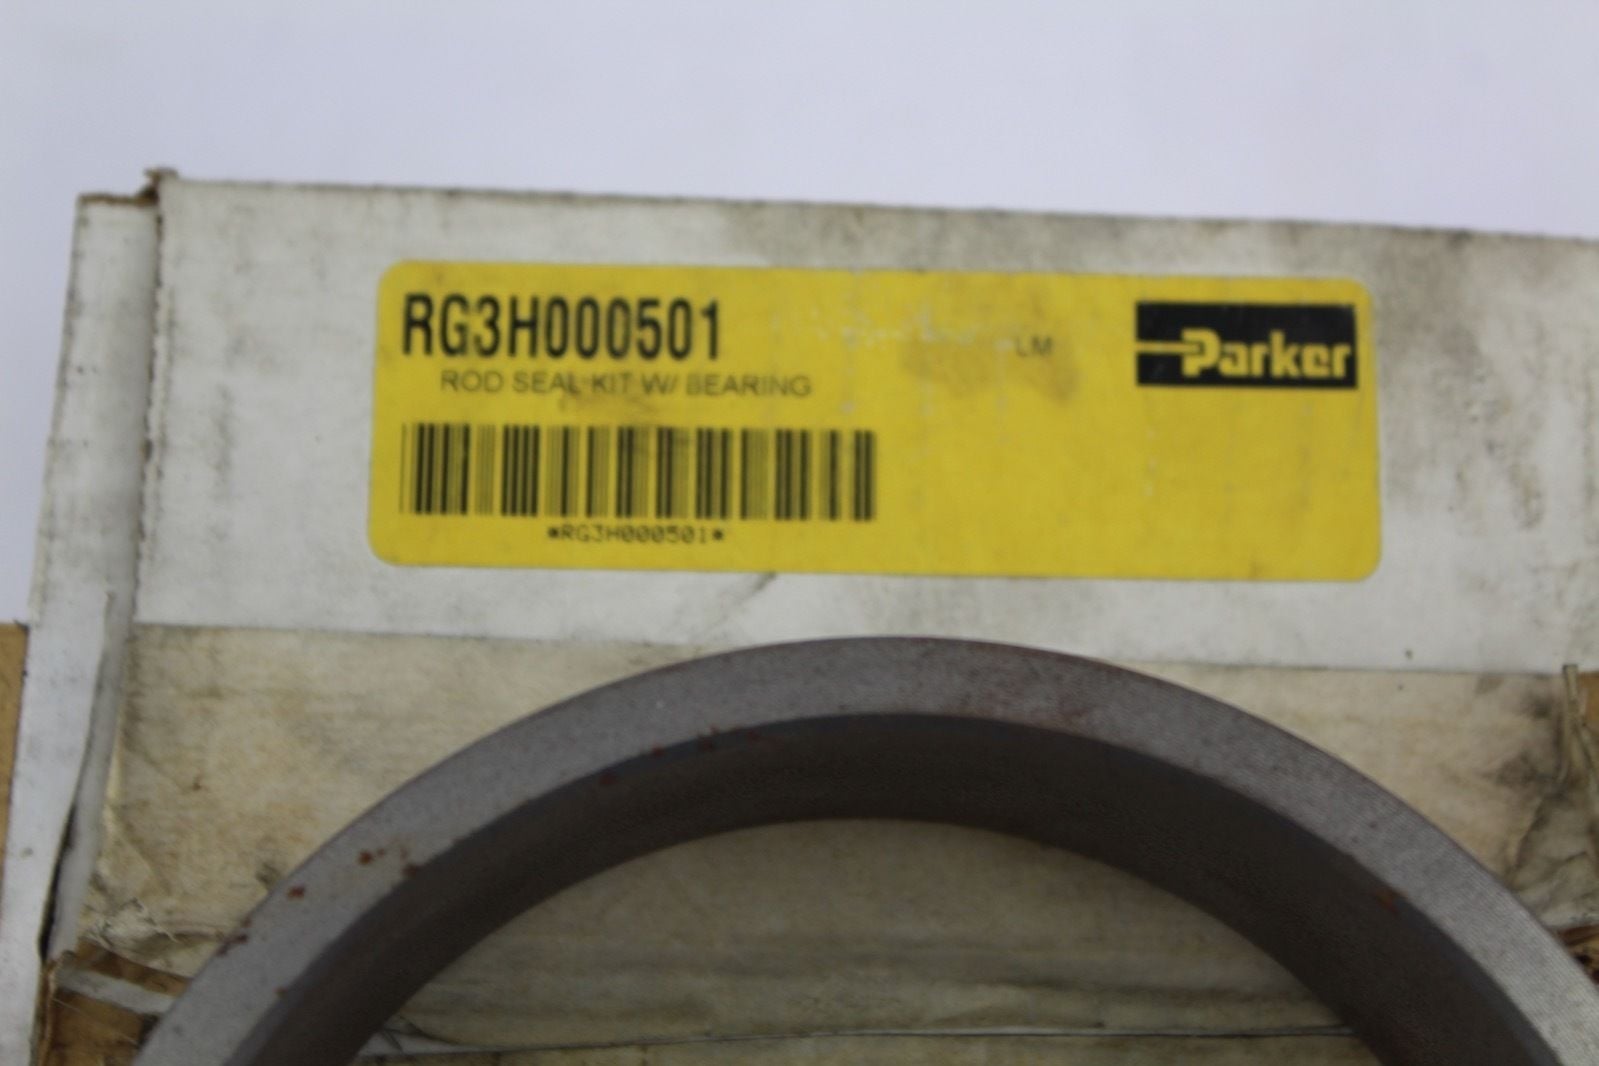 RG3H000501
LM
Parker
ROD SEAL KIT W/ BEARING
*RG3H000501*